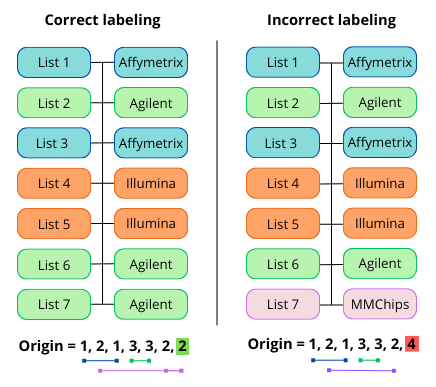 Correct labeling
List 1 Affymetrix
List 2 Agilent
List 3 Affymetrix
List 4 Illumina
List 5 Illumina
List 6 Agilent
List 7 Agilent
Origin = 1, 2, 1, 3, 3, 2, 2
Incorrect labeling
List 1 Affymetrix
List 2 Agilent
List 3 Affymetrix
List 4 Illumina
List 5 Illumina
List 6 Agilent
List 7 MMChips
Origin = 1, 2, 1, 3, 3, 2, 4